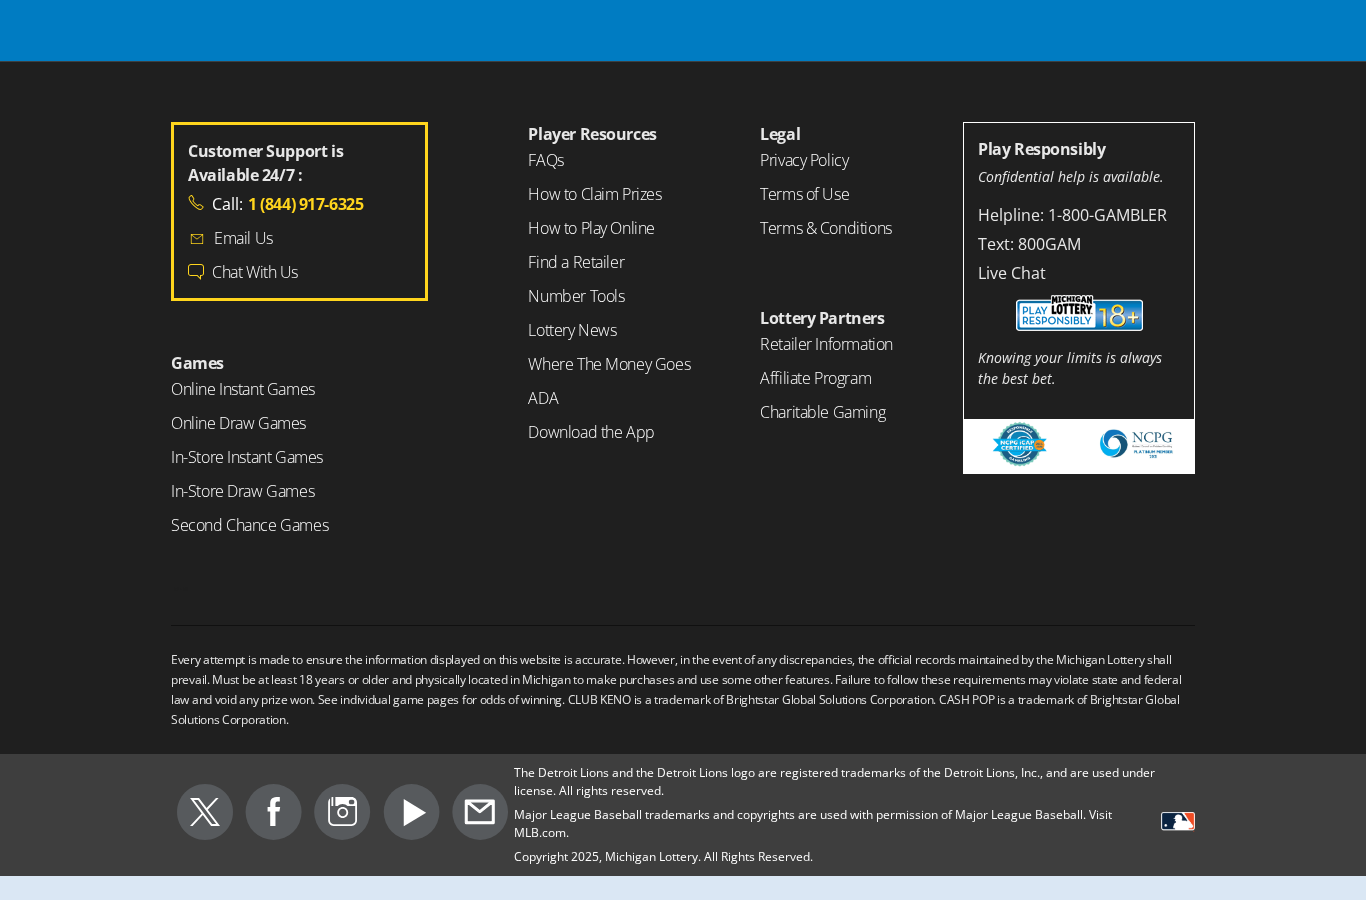 Customer Support is
Available 24/7 :
Call: 1 (844) 917-6325
Email Us
Chat With Us
Games
Online Instant Games
Online Draw Games
In-Store Instant Games
In-Store Draw Games
Second Chance Games
Player Resources
FAQs
How to Claim Prizes
How to Play Online
Find a Retailer
Number Tools
Lottery News
Where The Money Goes
ADA
Download the App
Legal
Privacy Policy
Terms of Use
Terms & Conditions
Lottery Partners
Retailer Information
Affiliate Program
Charitable Gaming
Play Responsibly
Confidential help is available.
Helpline: 1-800-GAMBLER
Text: 800GAM
Live Chat
MICHIGAN
LOTTERY
PLAY
RESPONSIBLY
18+
Knowing your limits is always
the best bet.
RESPONSIBLE
NCPG iCAP
CERTIFIED
NCPG
PLATINUM MEMBER
Every attempt is made to ensure the information displayed on this website is accurate. However, in the event of any discrepancies, the official records maintained by the Michigan Lottery shall
prevail. Must be at least 18 years or older and physically located in Michigan to make purchases and use some other features. Failure to follow these requirements may violate state and federal
law and void any prize won. See individual game pages for odds of winning. CLUB KENO is a trademark of Brightstar Global Solutions Corporation. CASH POP is a trademark of Brightstar Global
Solutions Corporation.
The Detroit Lions and the Detroit Lions logo are registered trademarks of the Detroit Lions, Inc., and are used under
license. All rights reserved.
Major League Baseball trademarks and copyrights are used with permission of Major League Baseball. Visit
MLB.com.
Copyright 2025, Michigan Lottery. All Rights Reserved.